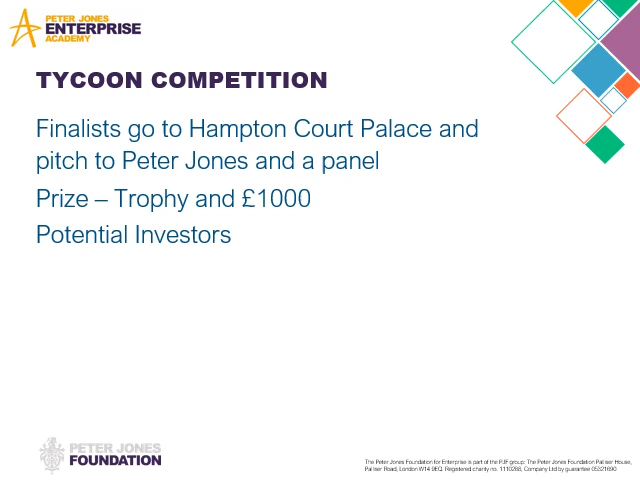 PETER JONES
ENTERPRISE
ACADEMY
TYCOON COMPETITION
Finalists go to Hampton Court Palace and
pitch to Peter Jones and a panel
Prize – Trophy and £1000
Potential Investors
PETER JONES
FOUNDATION
The Peter Jones Foundation for Enterprise is part of the PJF group: The Peter Jones Foundation Palliser House,
Palliser Road, London W14 9EQ. Registered charity no. 1110288, Company Ltd by guarantee 05321690